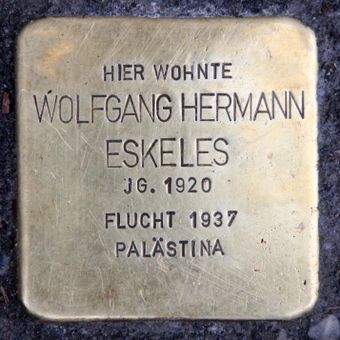 HIER WOHNTE
WOLFGANG HERMANN
ESKELES
JG. 1920
FLUCHT 1937
PALÄSTINA